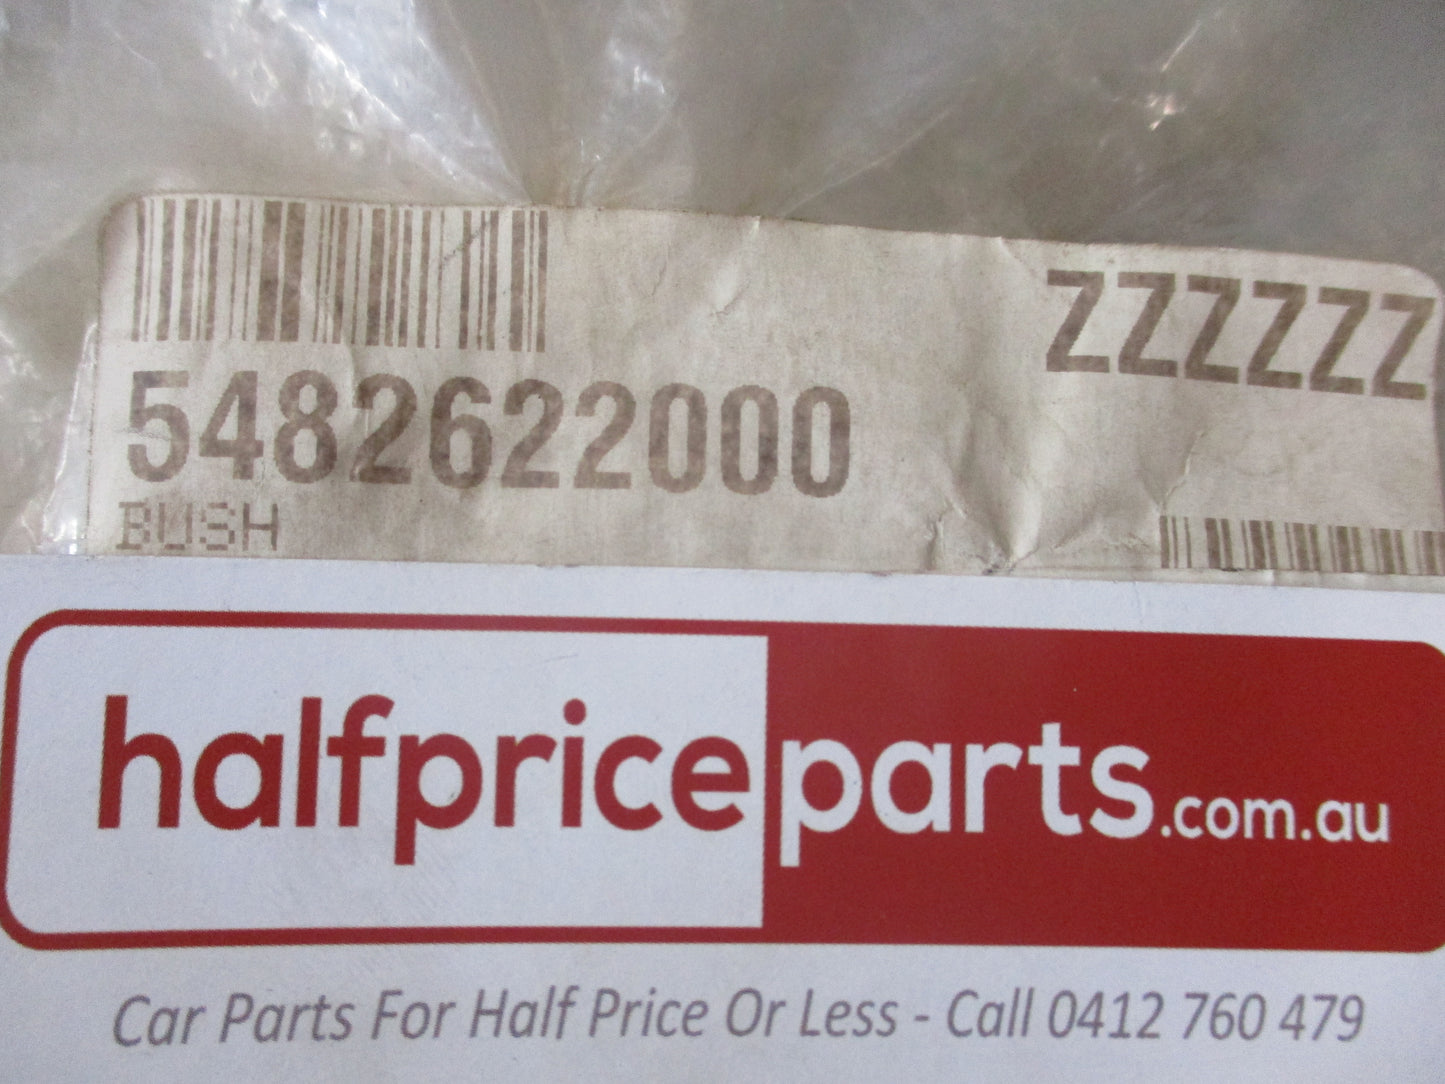 ZZZZZZ
5482622000
BUSH
halfpriceparts.com.au
Car Parts For Half Price Or Less - Call 0412 760 479